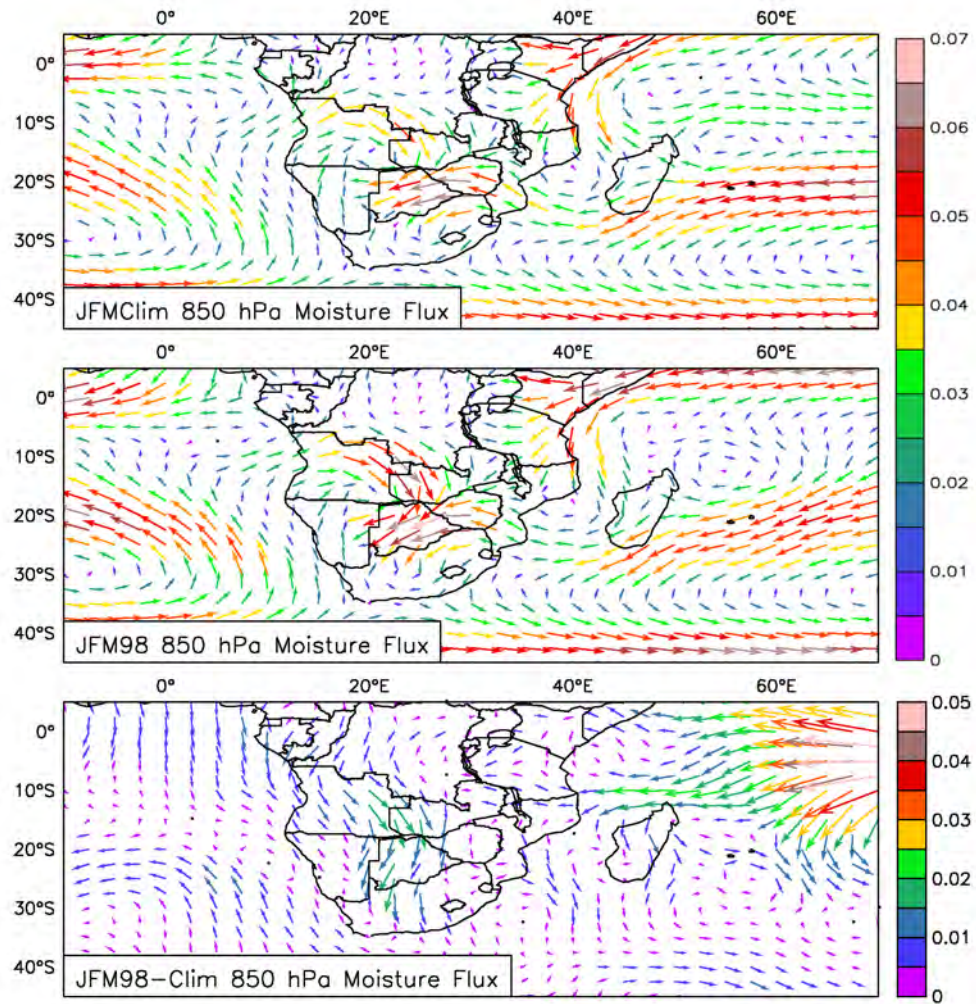 0° 20°E 40°E 60°E
0°
10°S
20°S
30°S
40°S
JFMClim 850 hPa Moisture Flux
0° 20°E 40°E 60°E
0°
10°S
20°S
30°S
40°S
JFM98 850 hPa Moisture Flux
0.07
0.06
0.05
0.04
0.03
0.02
0.01
0
0° 20°E 40°E 60°E
0°
10°S
20°S
30°S
40°S
JFM98-Clim 850 hPa Moisture Flux
0.05
0.04
0.03
0.02
0.01
0